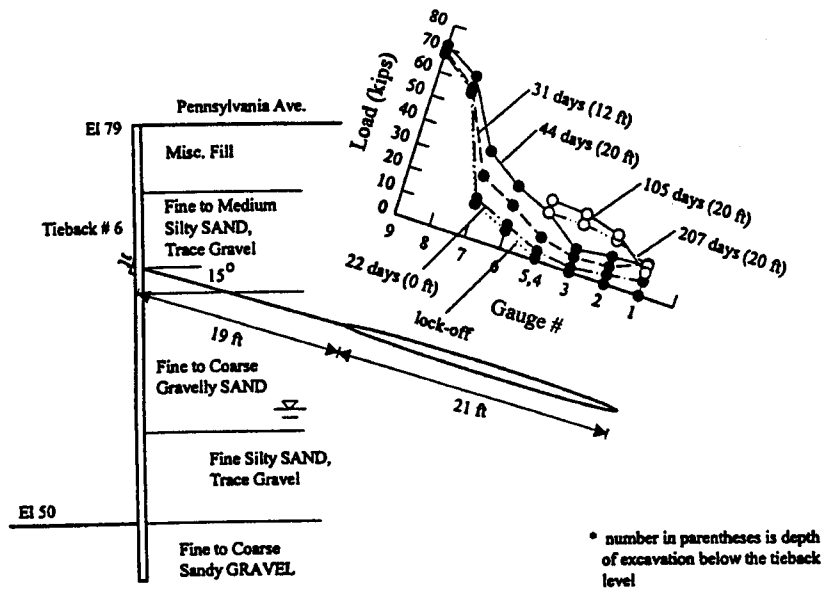 80
70
60
50
40
30
20
10
0
Load (kips)
9
8
7
6
5,4
3
2
1
Gauge #
31 days (12 ft)
44 days (20 ft)
105 days (20 ft)
207 days (20 ft)
22 days (0 ft)
lock-off
Pennsylvania Ave.
El 79
Misc. Fill
Tieback # 6
Fine to Medium
Silty SAND,
Trace Gravel
15°
19 ft
21 ft
Fine to Coarse
Gravelly SAND
Fine Silty SAND,
Trace Gravel
El 50
Fine to Coarse
Sandy GRAVEL
* number in parentheses is depth
of excavation below the tieback
level